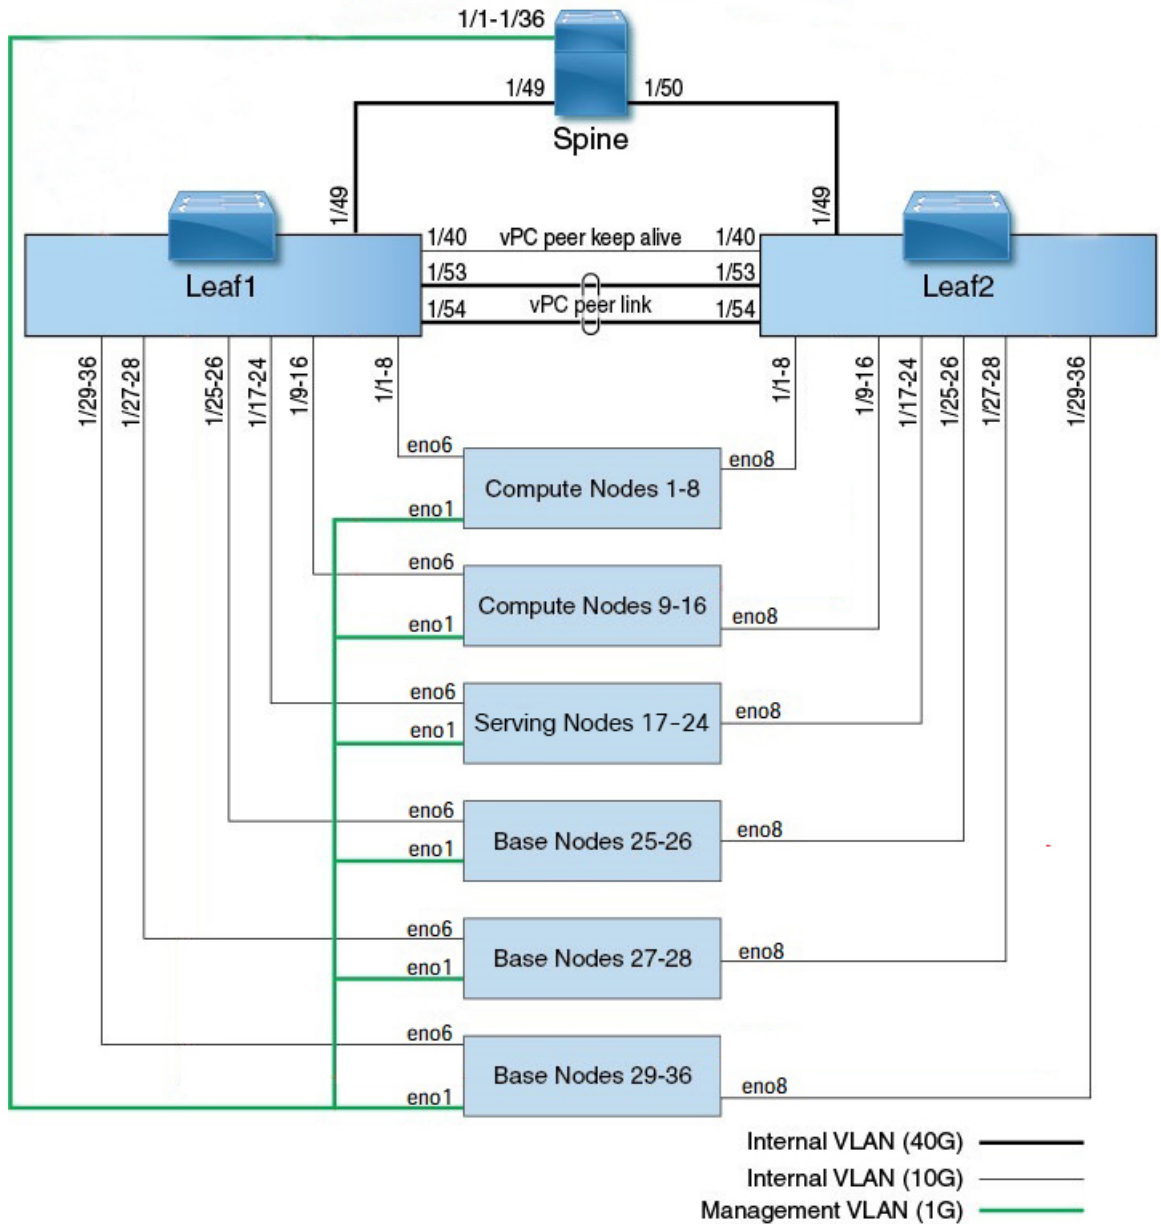 1/1-1/36
1/49
1/50
Spine
1/49
1/49
1/40 vPC peer keep alive 1/40
Leaf1
1/53
1/53
Leaf2
1/54 vPC peer link 1/54
1/29-36
1/27-28
1/25-26
1/17-24
1/9-16
1/1-8
1/1-8
1/9-16
1/17-24
1/25-26
1/27-28
1/29-36
eno6
eno8
Compute Nodes 1-8
eno1
eno6
Compute Nodes 9-16
eno8
eno1
eno6
eno8
Serving Nodes 17-24
eno1
eno6
eno8
Base Nodes 25-26
eno1
eno6
eno8
Base Nodes 27-28
eno1
eno6
Base Nodes 29-36
eno8
eno1
Internal VLAN (40G)
Internal VLAN (10G)
Management VLAN (1G)